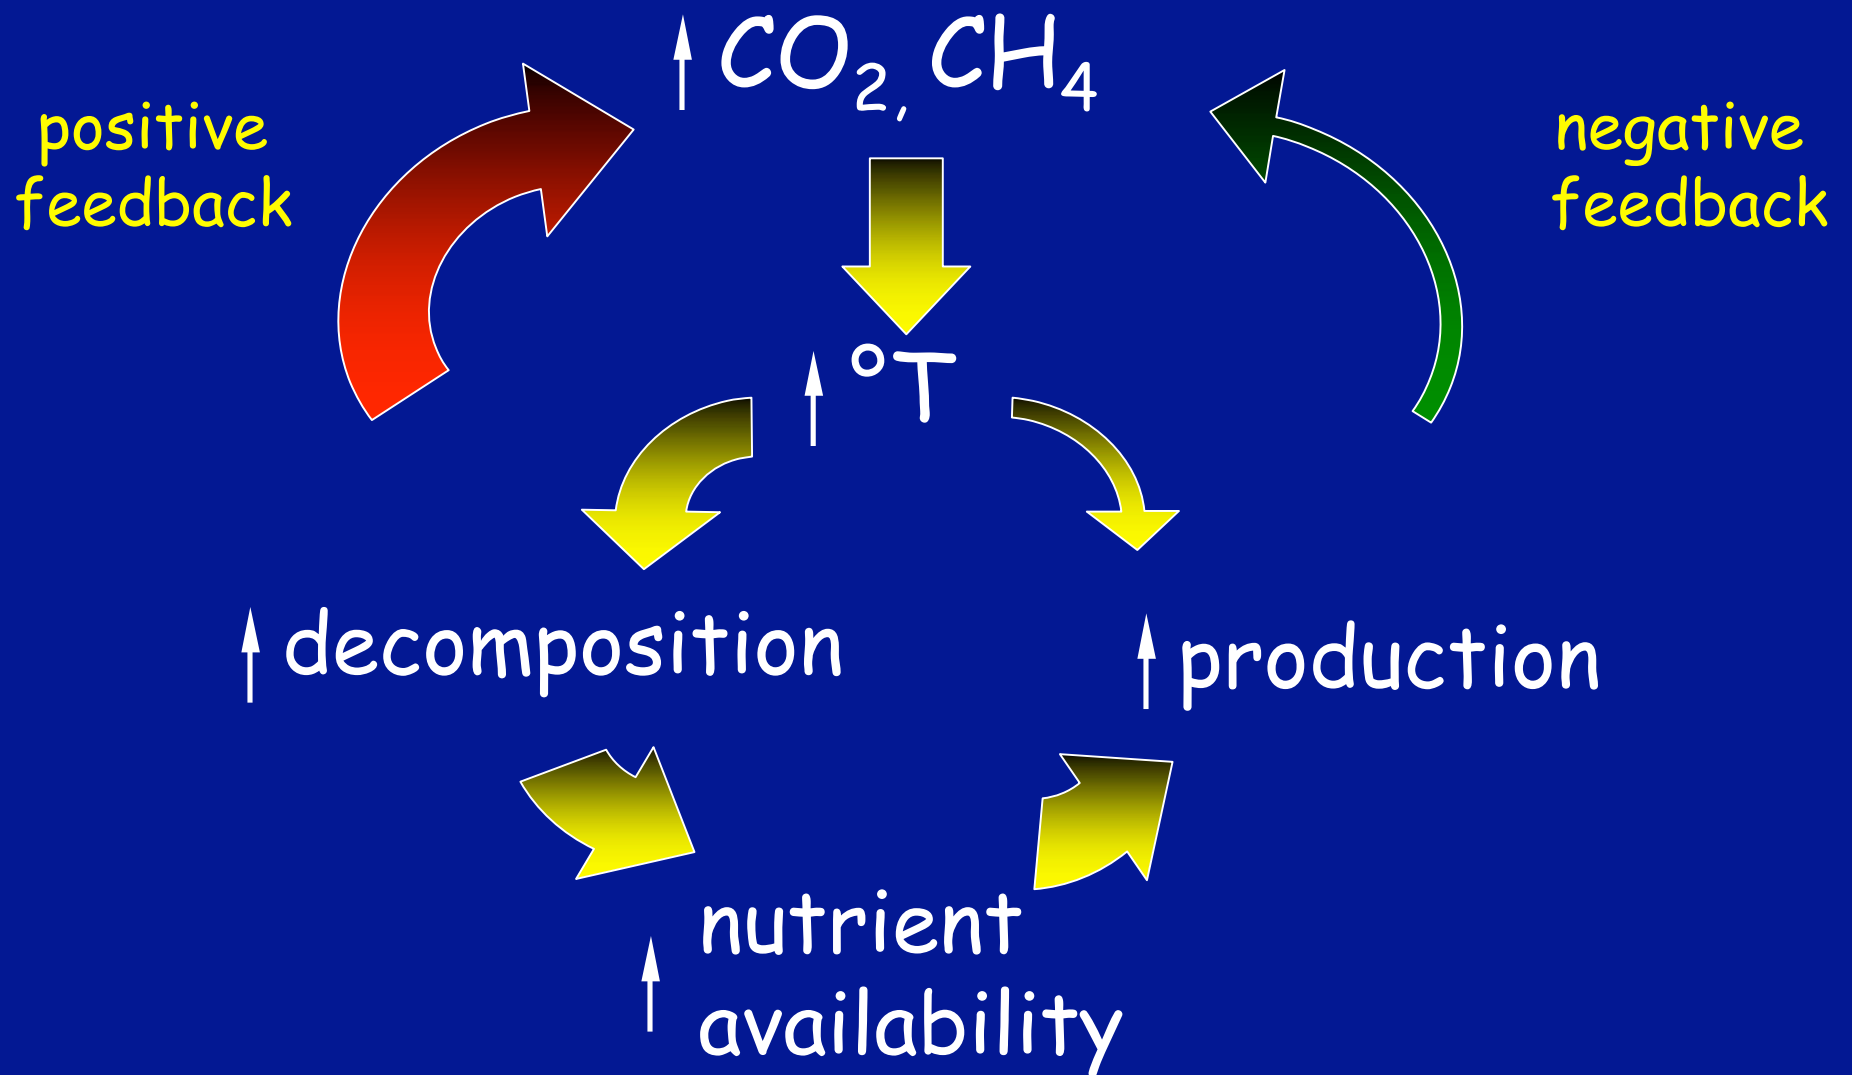 ↑ CO₂, CH₄
positive
feedback
negative
feedback
↑ °T
↑ decomposition
↑ production
nutrient
↑ availability